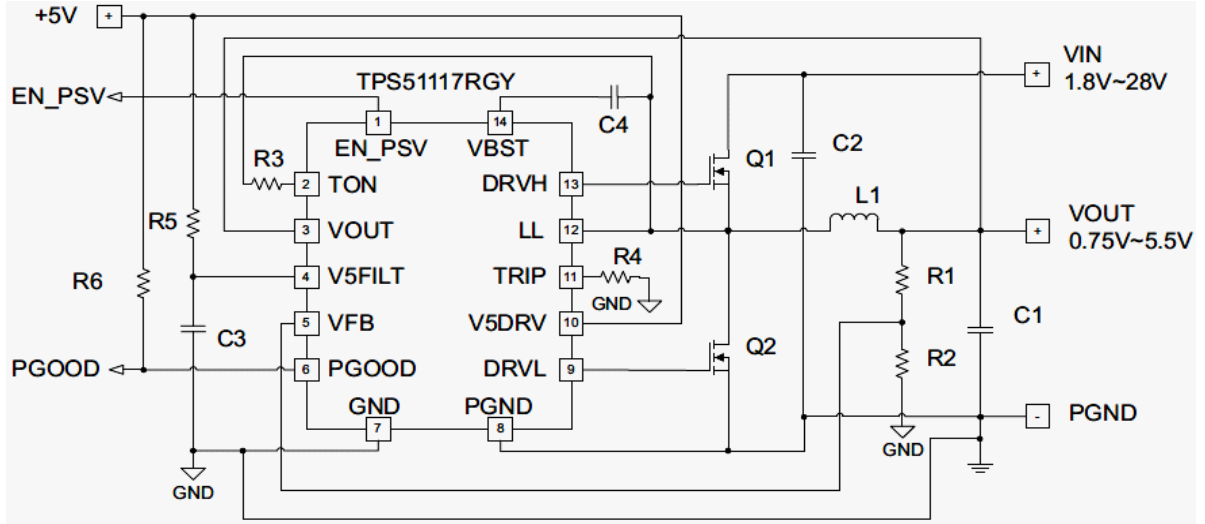 +5V
+
VIN
1.8V~28V
+
TPS51117RGY
EN_PSV
C4
1
14
EN_PSV
VBST
R3
Q1
C2
2
TON
DRVH
13
L1
R5
VOUT
0.75V~5.5V
+
3
VOUT
LL
12
R4
R6
4
V5FILT
TRIP
11
R1
GND
5
VFB
V5DRV
10
C1
C3
Q2
R2
PGOOD
6
PGOOD
DRVL
9
GND
PGND
7
8
-
PGND
GND
GND